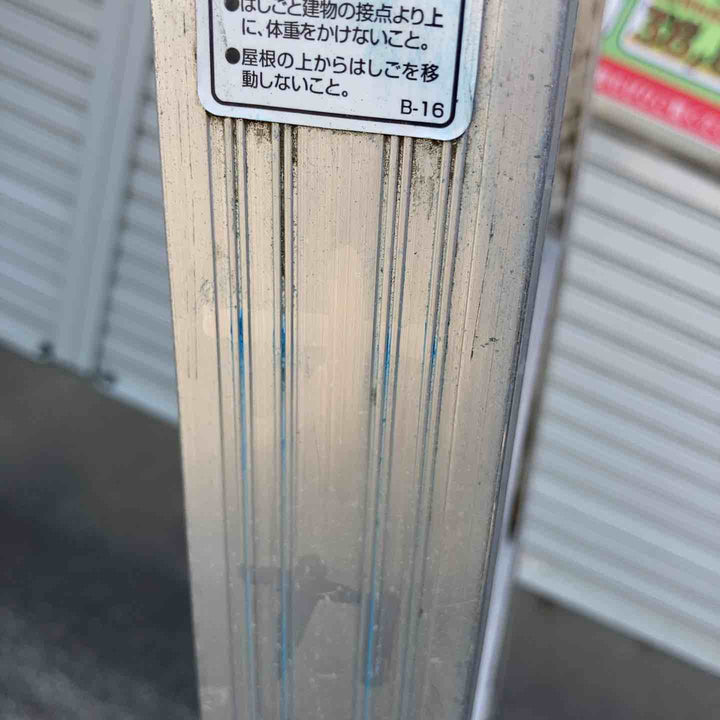 ●はしごと建物の接点より上
に、体重をかけないこと。
●屋根の上からはしごを移
動しないこと。
B-16